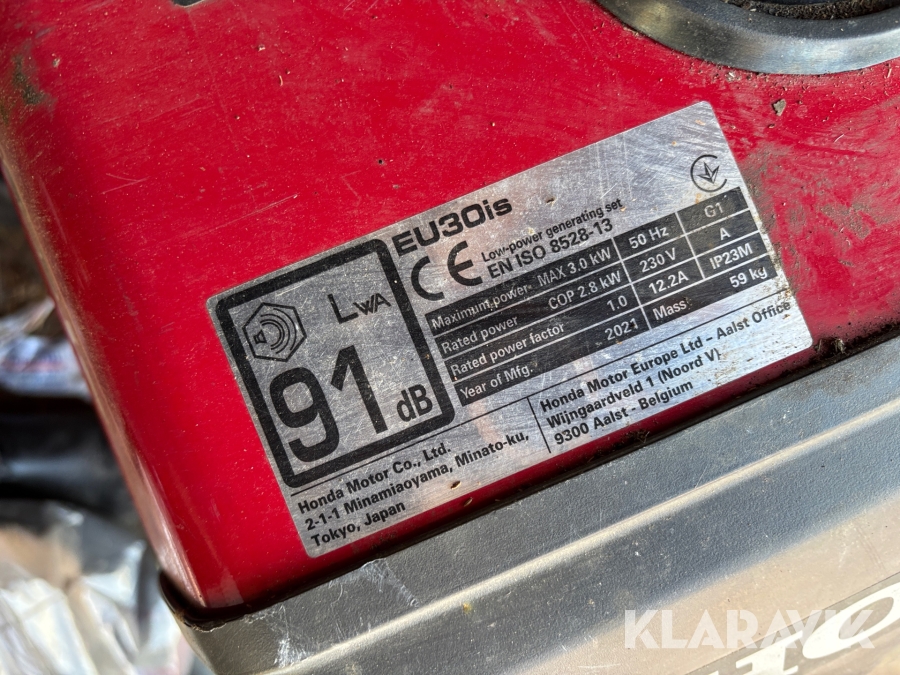 EU30is
CE
Low-power generating set
EN ISO 8528-13
LWA
91 dB
Maximum power MAX 3.0 kW 50 Hz G1
Rated power COP 2.8 kW 230 V A
Rated power factor 1.0 12.2A IP23M
Year of Mfg. 2021 Mass 59 kg
Honda Motor Co., Ltd.
2-1-1 Minamiaoyama, Minato-ku,
Tokyo, Japan
Honda Motor Europe Ltd – Aalst Office
Wijngaardveld 1 (Noord V)
9300 Aalst - Belgium
KLARAVIK